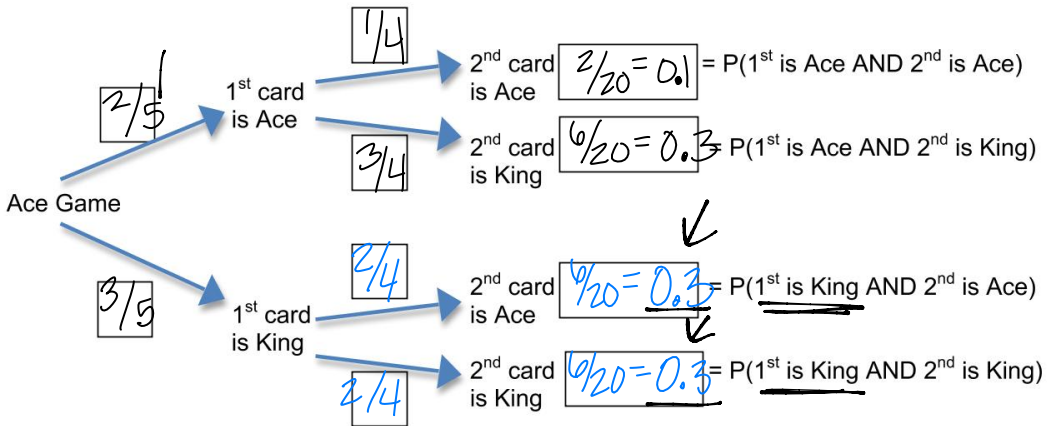 1/4
2nd card is Ace 2/20 = 0.1 = P(1st is Ace AND 2nd is Ace)
2/5
1st card is Ace
3/4
2nd card is King 6/20 = 0.3 = P(1st is Ace AND 2nd is King)
Ace Game
3/5
2/4
2nd card is Ace 6/20 = 0.3 = P(1st is King AND 2nd is Ace)
1st card is King
2/4
2nd card is King 6/20 = 0.3 = P(1st is King AND 2nd is King)